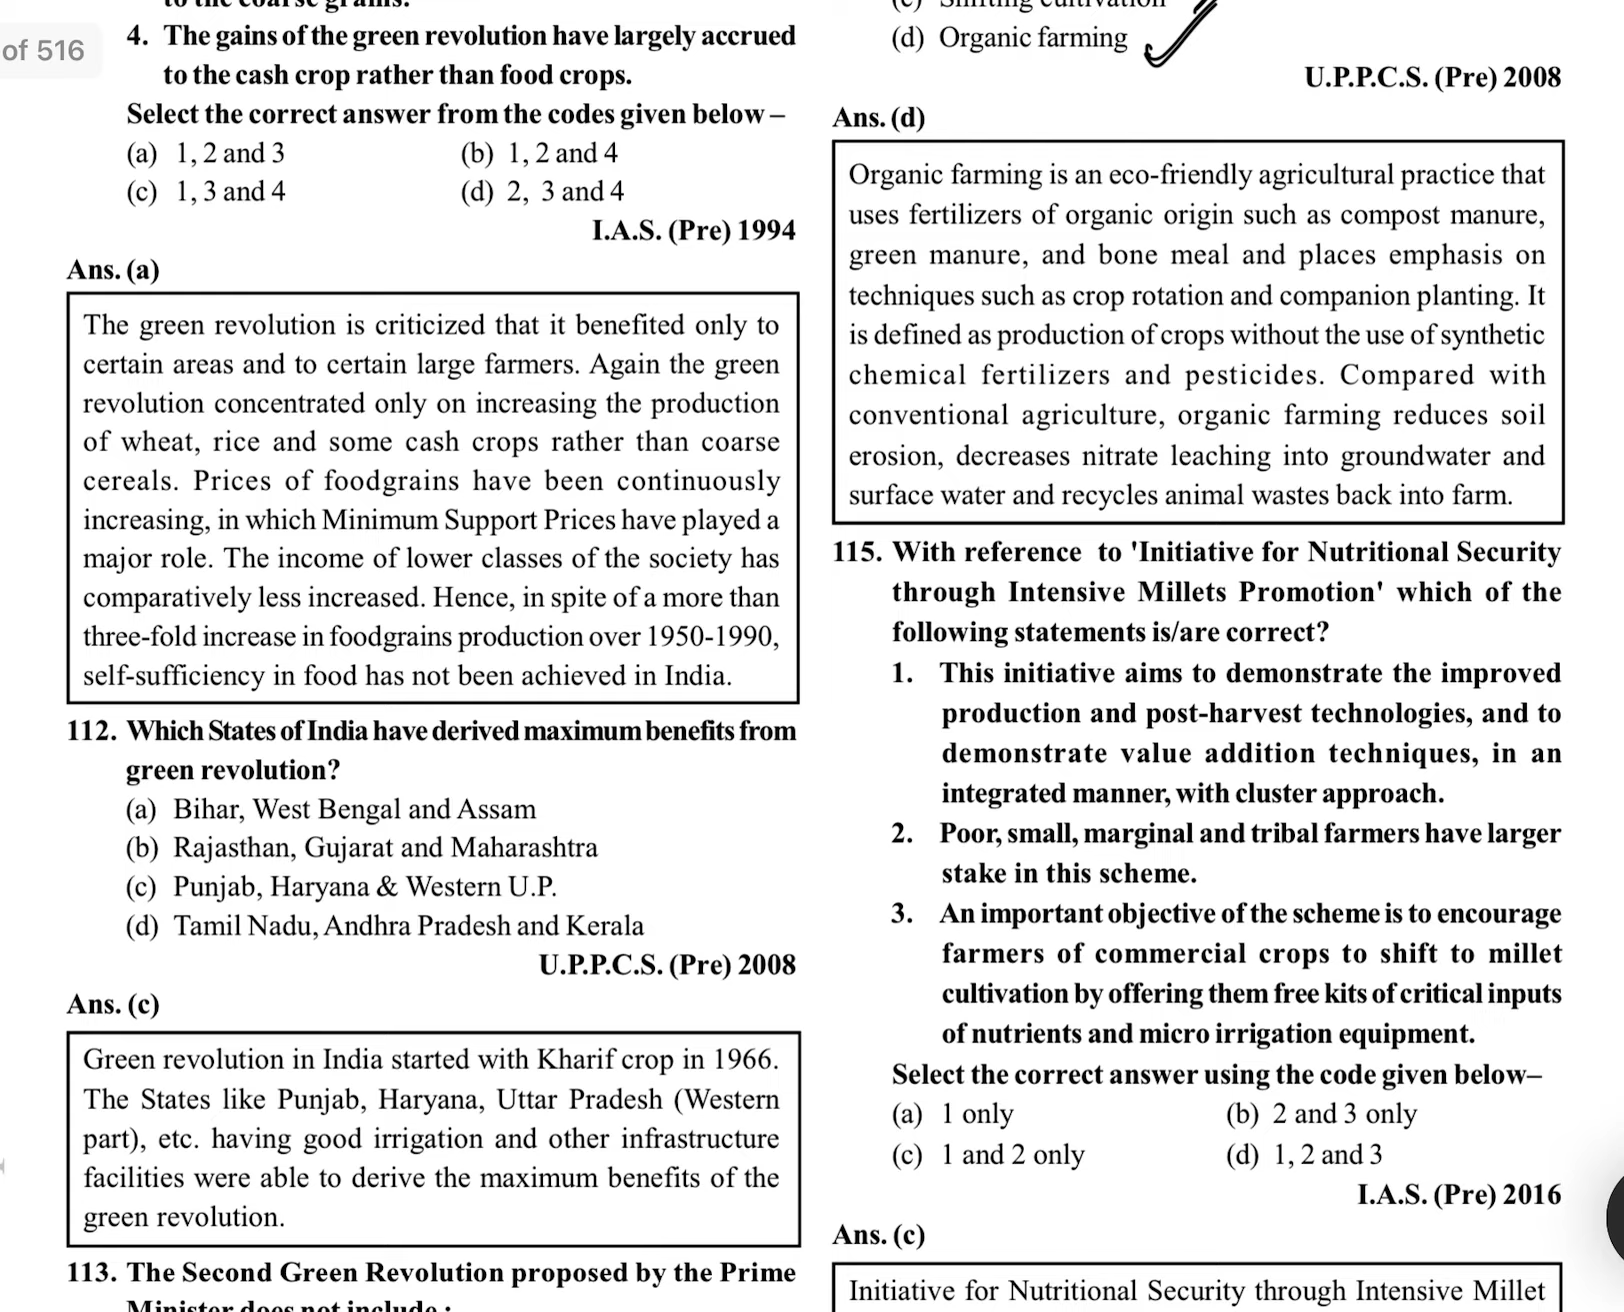 to the coarse grains.
of 516
4. The gains of the green revolution have largely accrued
to the cash crop rather than food crops.
Select the correct answer from the codes given below –
(a) 1, 2 and 3 (b) 1, 2 and 4
(c) 1, 3 and 4 (d) 2, 3 and 4
I.A.S. (Pre) 1994
Ans. (a)
The green revolution is criticized that it benefited only to
certain areas and to certain large farmers. Again the green
revolution concentrated only on increasing the production
of wheat, rice and some cash crops rather than coarse
cereals. Prices of foodgrains have been continuously
increasing, in which Minimum Support Prices have played a
major role. The income of lower classes of the society has
comparatively less increased. Hence, in spite of a more than
three-fold increase in foodgrains production over 1950-1990,
self-sufficiency in food has not been achieved in India.
112. Which States of India have derived maximum benefits from
green revolution?
(a) Bihar, West Bengal and Assam
(b) Rajasthan, Gujarat and Maharashtra
(c) Punjab, Haryana & Western U.P.
(d) Tamil Nadu, Andhra Pradesh and Kerala
U.P.P.C.S. (Pre) 2008
Ans. (c)
Green revolution in India started with Kharif crop in 1966.
The States like Punjab, Haryana, Uttar Pradesh (Western
part), etc. having good irrigation and other infrastructure
facilities were able to derive the maximum benefits of the
green revolution.
113. The Second Green Revolution proposed by the Prime
Minister does not include :
(c) Shifting cultivation
(d) Organic farming
U.P.P.C.S. (Pre) 2008
Ans. (d)
Organic farming is an eco-friendly agricultural practice that
uses fertilizers of organic origin such as compost manure,
green manure, and bone meal and places emphasis on
techniques such as crop rotation and companion planting. It
is defined as production of crops without the use of synthetic
chemical fertilizers and pesticides. Compared with
conventional agriculture, organic farming reduces soil
erosion, decreases nitrate leaching into groundwater and
surface water and recycles animal wastes back into farm.
115. With reference to 'Initiative for Nutritional Security
through Intensive Millets Promotion' which of the
following statements is/are correct?
1. This initiative aims to demonstrate the improved
production and post-harvest technologies, and to
demonstrate value addition techniques, in an
integrated manner, with cluster approach.
2. Poor, small, marginal and tribal farmers have larger
stake in this scheme.
3. An important objective of the scheme is to encourage
farmers of commercial crops to shift to millet
cultivation by offering them free kits of critical inputs
of nutrients and micro irrigation equipment.
Select the correct answer using the code given below–
(a) 1 only (b) 2 and 3 only
(c) 1 and 2 only (d) 1, 2 and 3
I.A.S. (Pre) 2016
Ans. (c)
Initiative for Nutritional Security through Intensive Millet